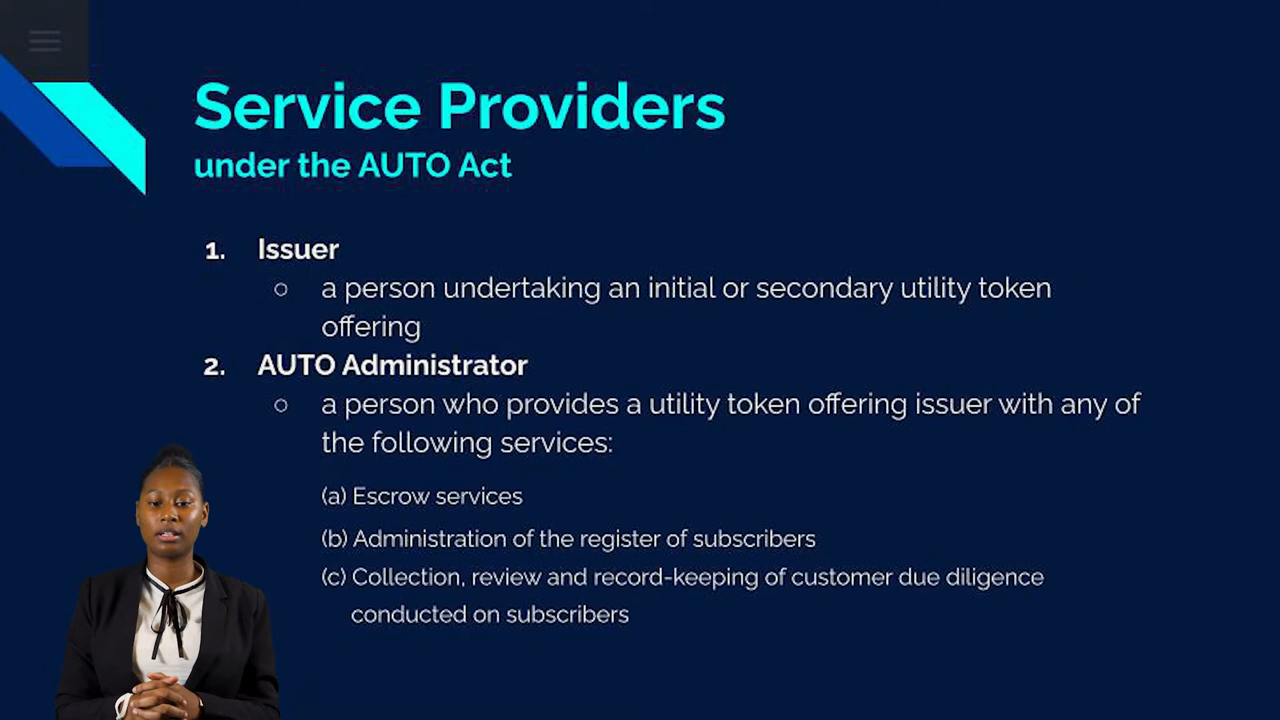 Service Providers
under the AUTO Act
1. Issuer
○ a person undertaking an initial or secondary utility token
offering
2. AUTO Administrator
○ a person who provides a utility token offering issuer with any of
the following services:
(a) Escrow services
(b) Administration of the register of subscribers
(c) Collection, review and record-keeping of customer due diligence
conducted on subscribers